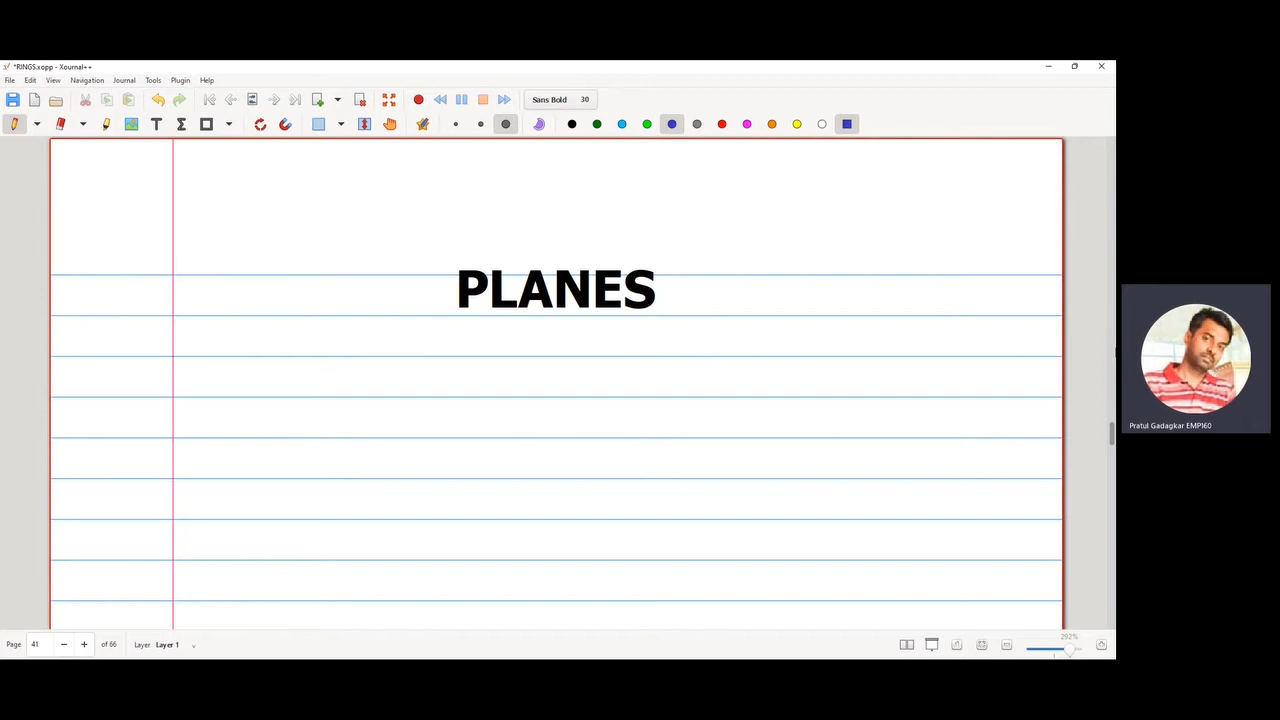 *RINGS.xopp - Xournal++
File Edit View Navigation Journal Tools Plugin Help
Sans Bold 30
PLANES
Pratul Gadagkar EMP160
Page 41 of 66 Layer Layer 1
292%